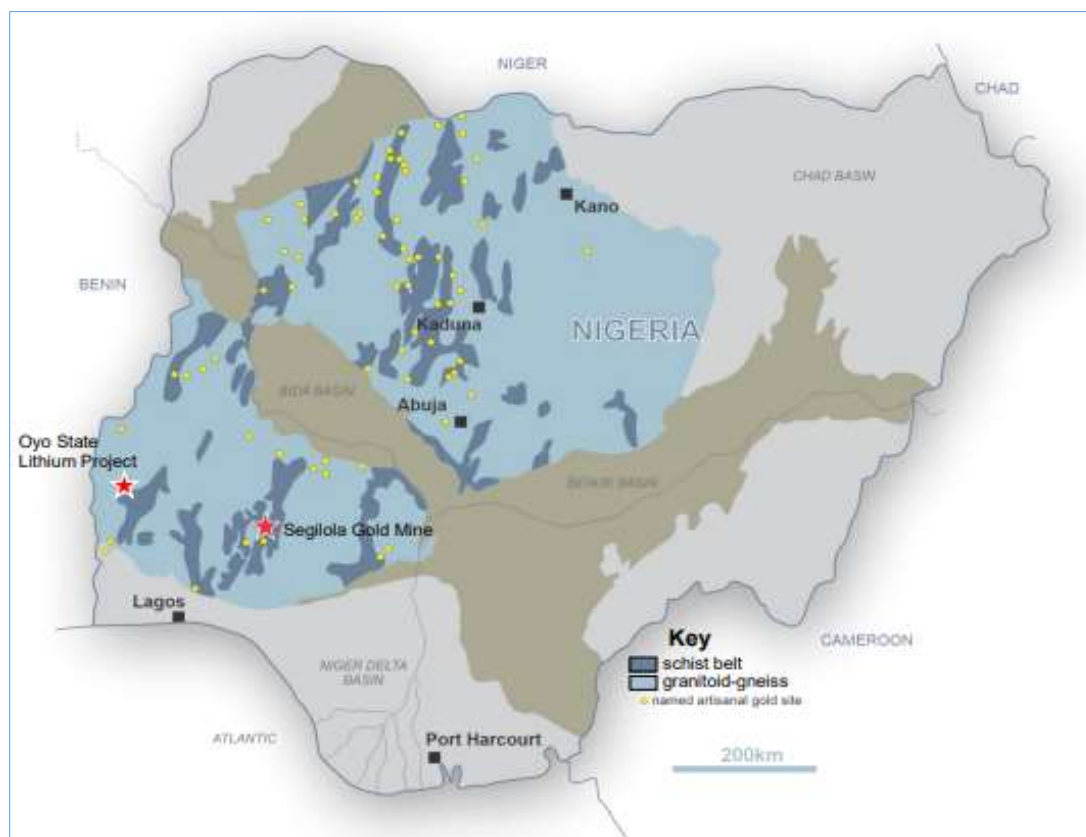 NIGER
CHAD
CHAD BASIN
Kano
BENIN
Kaduna
NIGERIA
BIDA BASIN
Abuja
Oyo State
Lithium Project
BENUE BASIN
Segilola Gold Mine
Lagos
Key
schist belt
granitoid-gneiss
named artisanal gold site
CAMEROON
NIGER DELTA
BASIN
ATLANTIC
Port Harcourt
200km